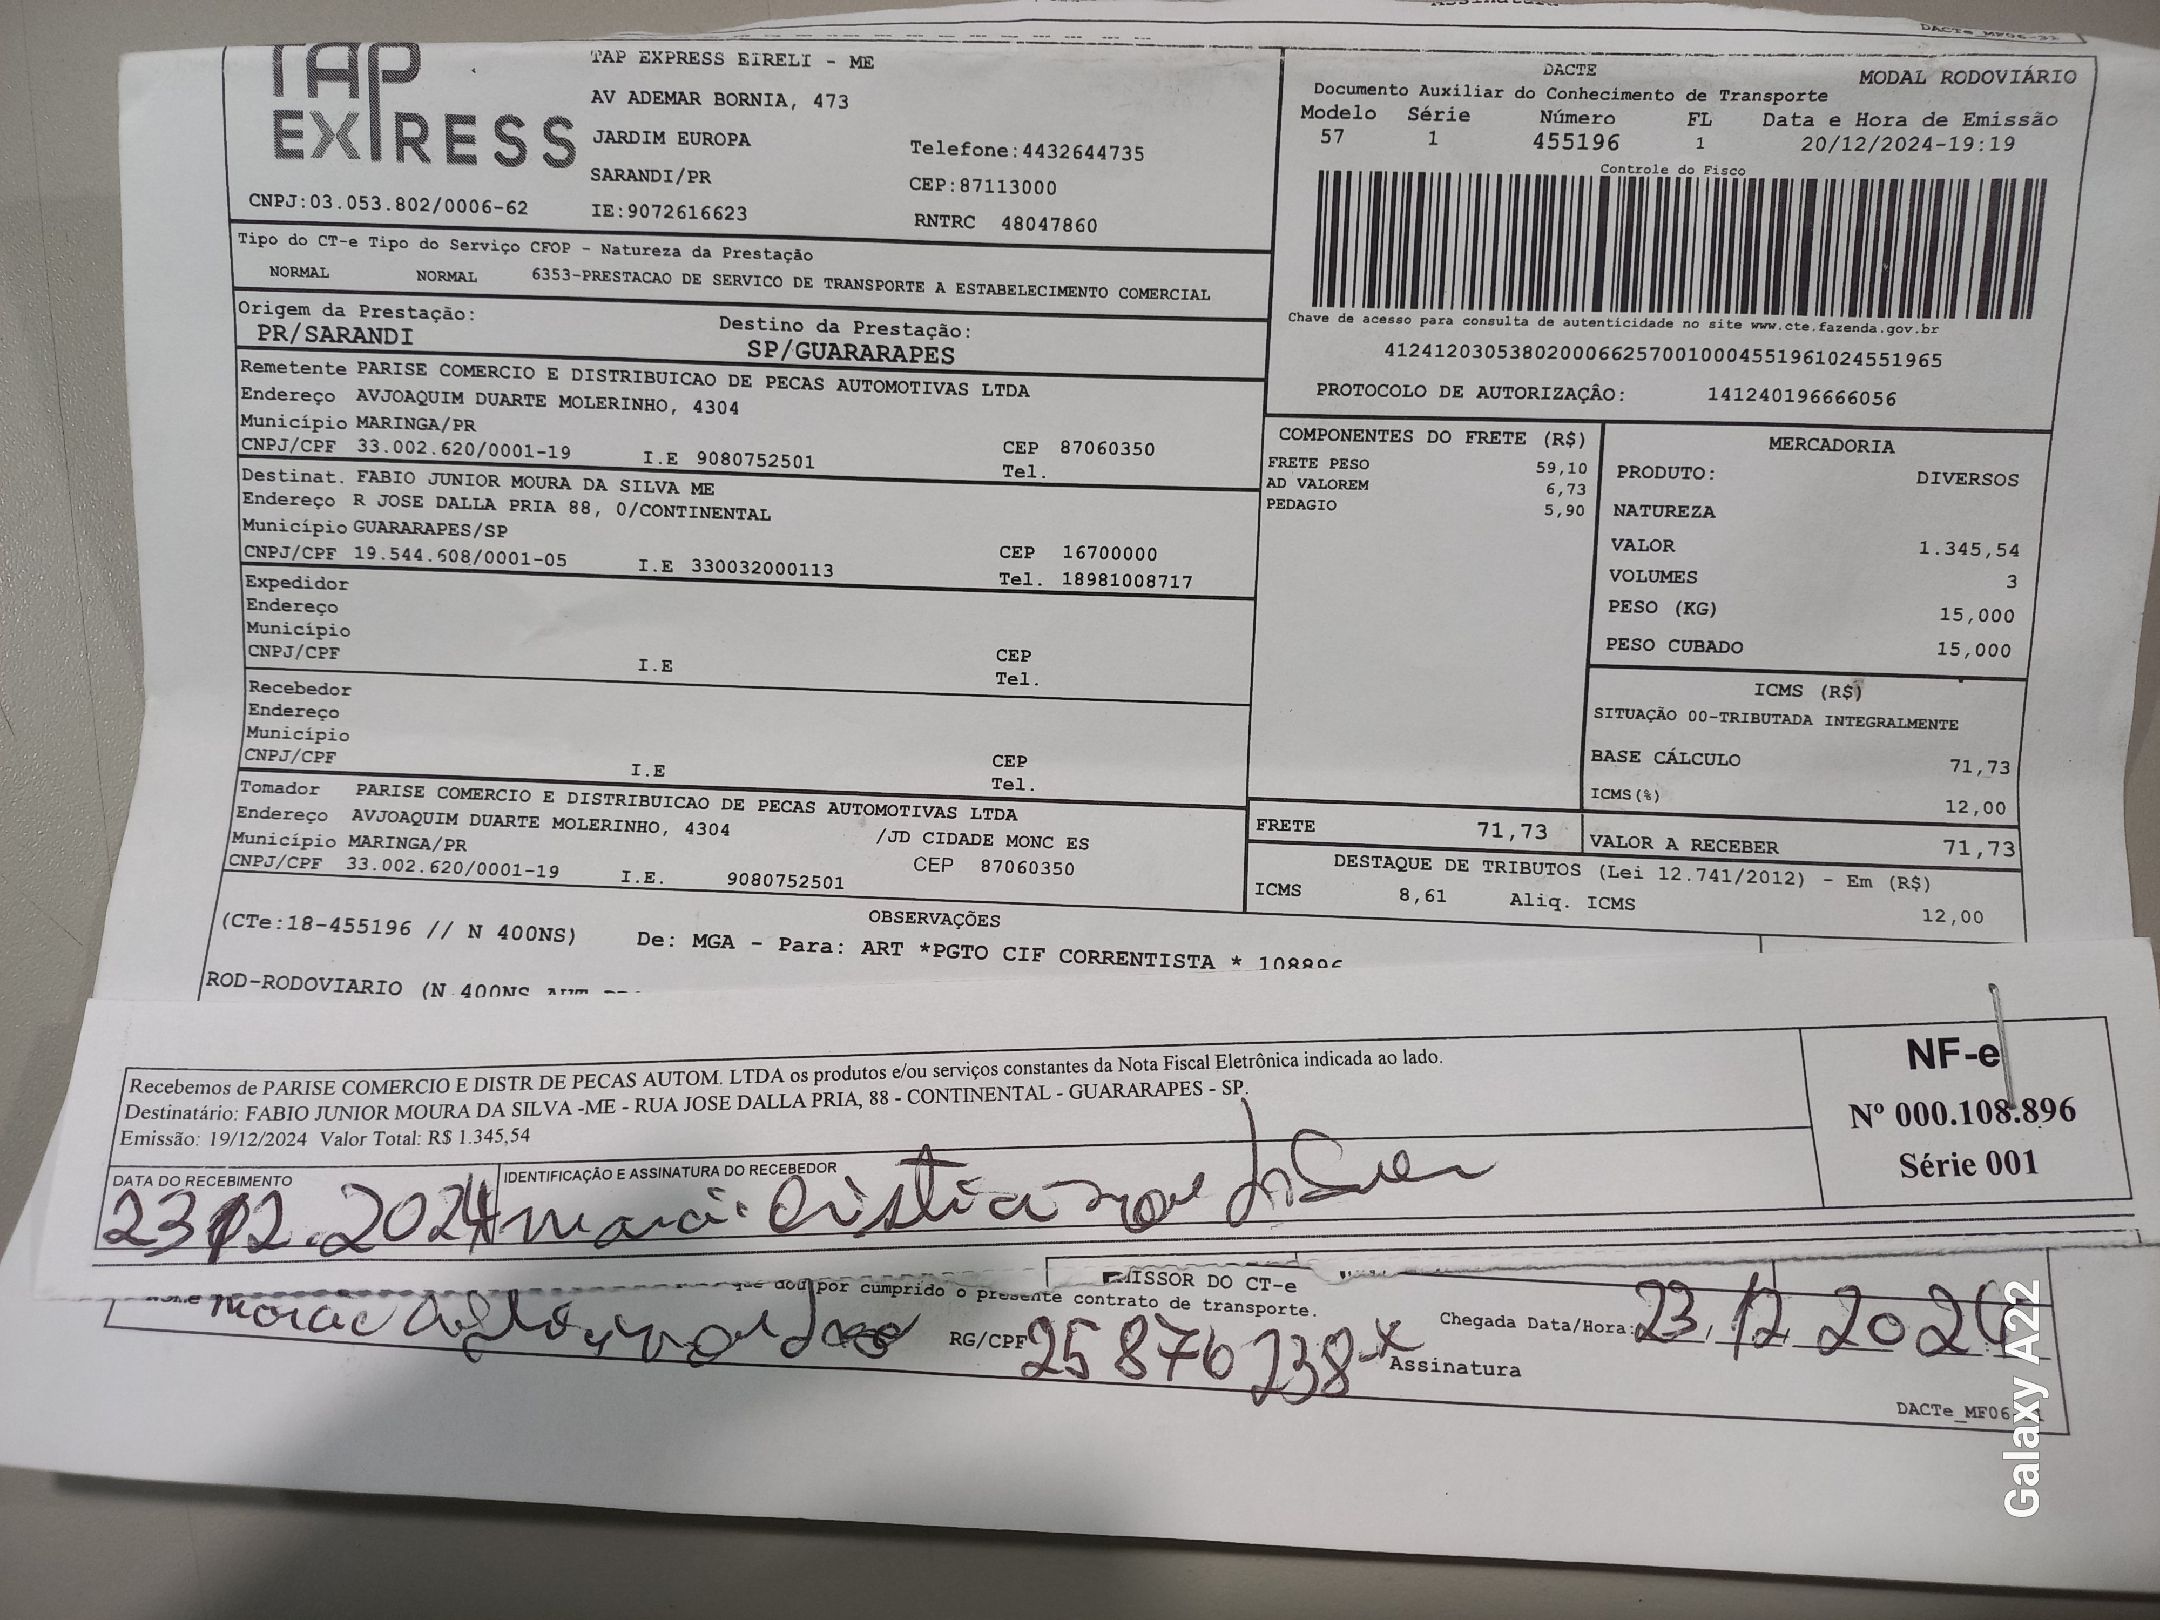 DACTe_MF06-
TAP EXPRESS
TAP EXPRESS EIRELI - ME
AV ADEMAR BORNIA, 473
JARDIM EUROPA Telefone:4432644735
SARANDI/PR CEP:87113000
CNPJ:03.053.802/0006-62 IE:9072616623 RNTRC 48047860
DACTE MODAL RODOVIÁRIO
Documento Auxiliar do Conhecimento de Transporte
Modelo Série Número FL Data e Hora de Emissão
57 1 455196 1 20/12/2024-19:19
Controle do Fisco
Chave de acesso para consulta de autenticidade no site www.cte.fazenda.gov.br
41241203053802000662570010004551961024551965
PROTOCOLO DE AUTORIZAÇÂO: 141240196666056
Tipo do CT-e Tipo do Serviço CFOP - Natureza da Prestação
NORMAL NORMAL 6353-PRESTACAO DE SERVICO DE TRANSPORTE A ESTABELECIMENTO COMERCIAL
Origem da Prestação: Destino da Prestação:
PR/SARANDI SP/GUARARAPES
Remetente PARISE COMERCIO E DISTRIBUICAO DE PECAS AUTOMOTIVAS LTDA
Endereço AVJOAQUIM DUARTE MOLERINHO, 4304
Município MARINGA/PR CEP 87060350
CNPJ/CPF 33.002.620/0001-19 I.E 9080752501 Tel.
Destinat. FABIO JUNIOR MOURA DA SILVA ME
Endereço R JOSE DALLA PRIA 88, 0/CONTINENTAL
Município GUARARAPES/SP CEP 16700000
CNPJ/CPF 19.544.608/0001-05 I.E 330032000113 Tel. 18981008717
Expedidor
Endereço
Município CEP
CNPJ/CPF I.E Tel.
Recebedor
Endereço
Município CEP
CNPJ/CPF I.E Tel.
Tomador PARISE COMERCIO E DISTRIBUICAO DE PECAS AUTOMOTIVAS LTDA
Endereço AVJOAQUIM DUARTE MOLERINHO, 4304 /JD CIDADE MONC ES
Município MARINGA/PR CEP 87060350
CNPJ/CPF 33.002.620/0001-19 I.E. 9080752501
COMPONENTES DO FRETE (R$)
FRETE PESO 59,10
AD VALOREM 6,73
PEDAGIO 5,90
MERCADORIA
PRODUTO: DIVERSOS
NATUREZA
VALOR 1.345,54
VOLUMES 3
PESO (KG) 15,000
PESO CUBADO 15,000
ICMS (R$)
SITUAÇÃO 00-TRIBUTADA INTEGRALMENTE
BASE CÁLCULO 71,73
ICMS(%) 12,00
FRETE 71,73 VALOR A RECEBER 71,73
DESTAQUE DE TRIBUTOS (Lei 12.741/2012) - Em (R$)
ICMS 8,61 Aliq. ICMS 12,00
OBSERVAÇÕES
(CTe:18-455196 // N 400NS) De: MGA - Para: ART *PGTO CIF CORRENTISTA * 108896
ROD-RODOVIARIO (N 400NS
Recebemos de PARISE COMERCIO E DISTR DE PECAS AUTOM. LTDA os produtos e/ou serviços constantes da Nota Fiscal Eletrônica indicada ao lado.
Destinatário: FABIO JUNIOR MOURA DA SILVA -ME - RUA JOSE DALLA PRIA, 88 - CONTINENTAL - GUARARAPES - SP.
Emissão: 19/12/2024 Valor Total: R$ 1.345,54
DATA DO RECEBIMENTO IDENTIFICAÇÃO E ASSINATURA DO RECEBEDOR
23 12.2024
NF-e
Nº 000.108.896
Série 001
EMISSOR DO CT-e
que dou por cumprido o presente contrato de transporte.
RG/CPF 25876238-X
Chegada Data/Hora: 23 12 2024
Assinatura
DACTe_MF06
Galaxy A22